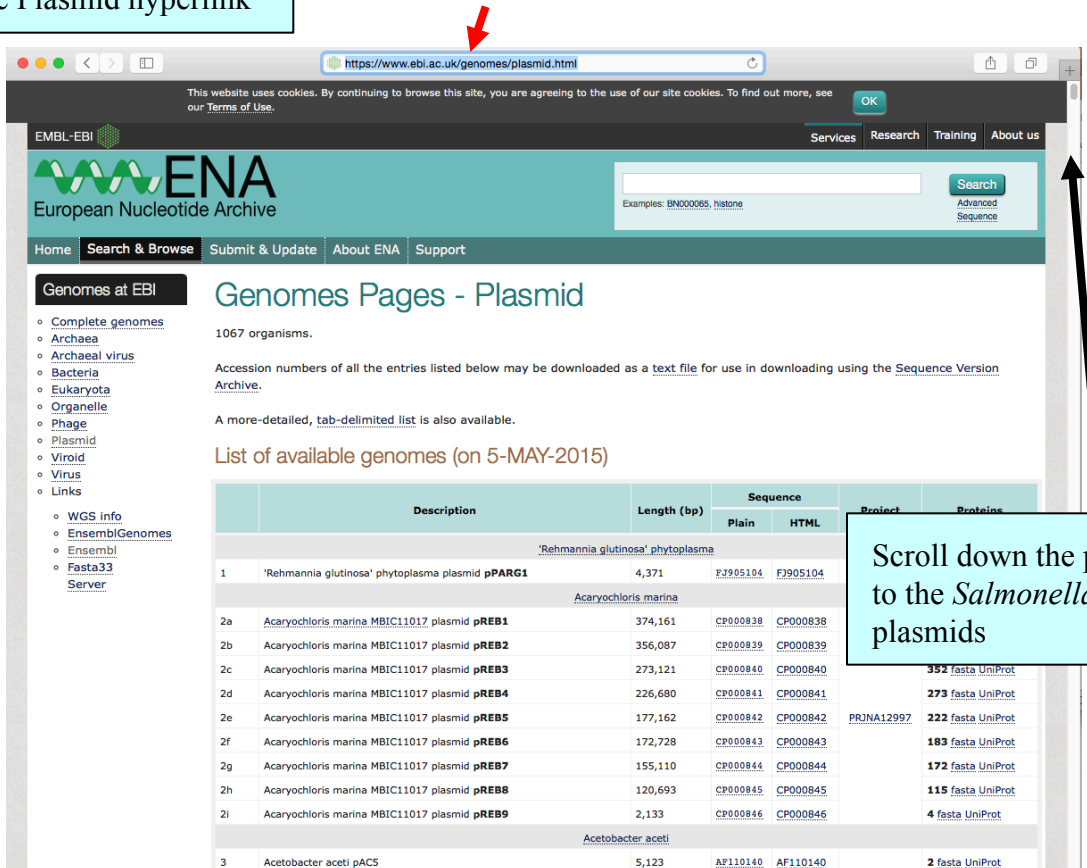 Plasmid hyperlink
https://www.ebi.ac.uk/genomes/plasmid.html
This website uses cookies. By continuing to browse this site, you are agreeing to the use of our site cookies. To find out more, see
our Terms of Use.
OK
EMBL-EBI
Services Research Training About us
ENA
European Nucleotide Archive
Search
Examples: BN000065, histone
Advanced
Sequence
Home Search & Browse Submit & Update About ENA Support
Genomes at EBI
Complete genomes
Archaea
Archaeal virus
Bacteria
Eukaryota
Organelle
Phage
Plasmid
Viroid
Virus
Links
WGS info
EnsemblGenomes
Ensembl
Fasta33
Server
Genomes Pages - Plasmid
1067 organisms.
Accession numbers of all the entries listed below may be downloaded as a text file for use in downloading using the Sequence Version
Archive.
A more-detailed, tab-delimited list is also available.
List of available genomes (on 5-MAY-2015)
Description Length (bp) Sequence Project Proteins
Plain HTML
'Rehmannia glutinosa' phytoplasma
1 'Rehmannia glutinosa' phytoplasma plasmid pPARG1 4,371 FJ905104 FJ905104
Acaryochloris marina
2a Acaryochloris marina MBIC11017 plasmid pREB1 374,161 CP000838 CP000838
2b Acaryochloris marina MBIC11017 plasmid pREB2 356,087 CP000839 CP000839
2c Acaryochloris marina MBIC11017 plasmid pREB3 273,121 CP000840 CP000840 352 fasta UniProt
2d Acaryochloris marina MBIC11017 plasmid pREB4 226,680 CP000841 CP000841 273 fasta UniProt
2e Acaryochloris marina MBIC11017 plasmid pREB5 177,162 CP000842 CP000842 PRJNA12997 222 fasta UniProt
2f Acaryochloris marina MBIC11017 plasmid pREB6 172,728 CP000843 CP000843 183 fasta UniProt
2g Acaryochloris marina MBIC11017 plasmid pREB7 155,110 CP000844 CP000844 172 fasta UniProt
2h Acaryochloris marina MBIC11017 plasmid pREB8 120,693 CP000845 CP000845 115 fasta UniProt
2i Acaryochloris marina MBIC11017 plasmid pREB9 2,133 CP000846 CP000846 4 fasta UniProt
Acetobacter aceti
3 Acetobacter aceti pAC5 5,123 AF110140 AF110140 2 fasta UniProt
Scroll down the
to the Salmonella
plasmids